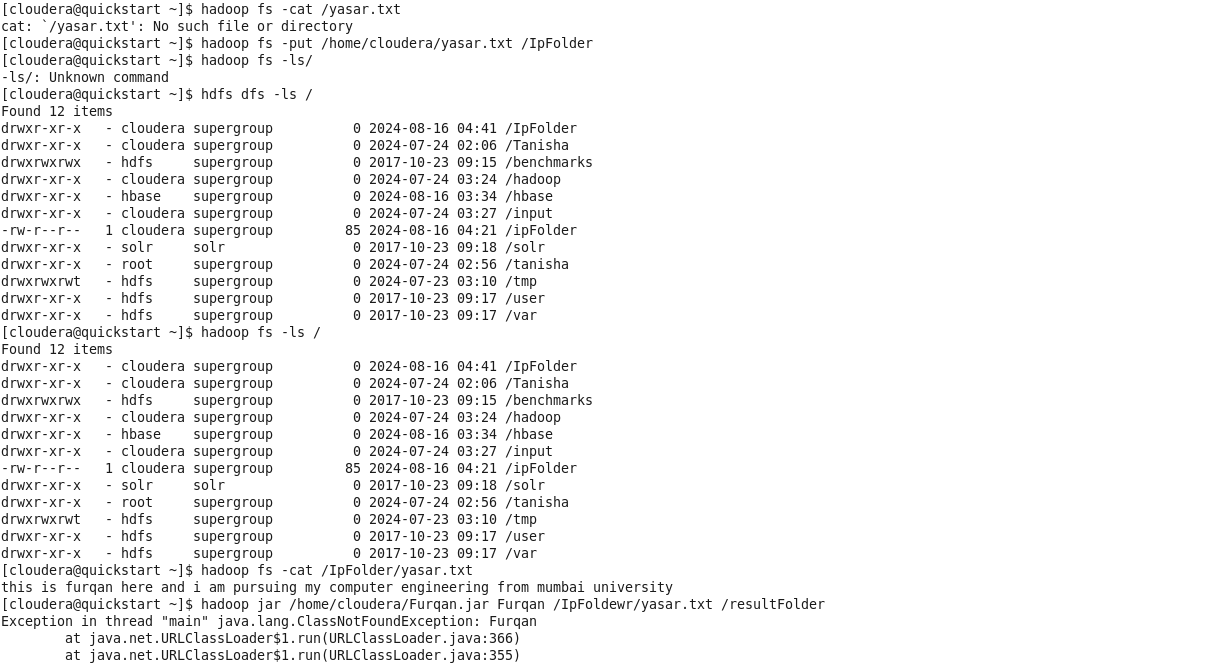 [cloudera@quickstart ~]$ hadoop fs -cat /yasar.txt
cat: `/yasar.txt': No such file or directory
[cloudera@quickstart ~]$ hadoop fs -put /home/cloudera/yasar.txt /IpFolder
[cloudera@quickstart ~]$ hadoop fs -ls/
-ls/: Unknown command
[cloudera@quickstart ~]$ hdfs dfs -ls /
Found 12 items
drwxr-xr-x   - cloudera supergroup          0 2024-08-16 04:41 /IpFolder
drwxr-xr-x   - cloudera supergroup          0 2024-07-24 02:06 /Tanisha
drwxrwxrwx   - hdfs     supergroup          0 2017-10-23 09:15 /benchmarks
drwxr-xr-x   - cloudera supergroup          0 2024-07-24 03:24 /hadoop
drwxr-xr-x   - hbase    supergroup          0 2024-08-16 03:34 /hbase
drwxr-xr-x   - cloudera supergroup          0 2024-07-24 03:27 /input
-rw-r--r--   1 cloudera supergroup         85 2024-08-16 04:21 /ipFolder
drwxr-xr-x   - solr     solr                0 2017-10-23 09:18 /solr
drwxr-xr-x   - root     supergroup          0 2024-07-24 02:56 /tanisha
drwxrwxrwt   - hdfs     supergroup          0 2024-07-23 03:10 /tmp
drwxr-xr-x   - hdfs     supergroup          0 2017-10-23 09:17 /user
drwxr-xr-x   - hdfs     supergroup          0 2017-10-23 09:17 /var
[cloudera@quickstart ~]$ hadoop fs -ls /
Found 12 items
drwxr-xr-x   - cloudera supergroup          0 2024-08-16 04:41 /IpFolder
drwxr-xr-x   - cloudera supergroup          0 2024-07-24 02:06 /Tanisha
drwxrwxrwx   - hdfs     supergroup          0 2017-10-23 09:15 /benchmarks
drwxr-xr-x   - cloudera supergroup          0 2024-07-24 03:24 /hadoop
drwxr-xr-x   - hbase    supergroup          0 2024-08-16 03:34 /hbase
drwxr-xr-x   - cloudera supergroup          0 2024-07-24 03:27 /input
-rw-r--r--   1 cloudera supergroup         85 2024-08-16 04:21 /ipFolder
drwxr-xr-x   - solr     solr                0 2017-10-23 09:18 /solr
drwxr-xr-x   - root     supergroup          0 2024-07-24 02:56 /tanisha
drwxrwxrwt   - hdfs     supergroup          0 2024-07-23 03:10 /tmp
drwxr-xr-x   - hdfs     supergroup          0 2017-10-23 09:17 /user
drwxr-xr-x   - hdfs     supergroup          0 2017-10-23 09:17 /var
[cloudera@quickstart ~]$ hadoop fs -cat /IpFolder/yasar.txt
this is furqan here and i am pursuing my computer engineering from mumbai university
[cloudera@quickstart ~]$ hadoop jar /home/cloudera/Furqan.jar Furqan /IpFoldewr/yasar.txt /resultFolder
Exception in thread "main" java.lang.ClassNotFoundException: Furqan
        at java.net.URLClassLoader$1.run(URLClassLoader.java:366)
        at java.net.URLClassLoader$1.run(URLClassLoader.java:355)